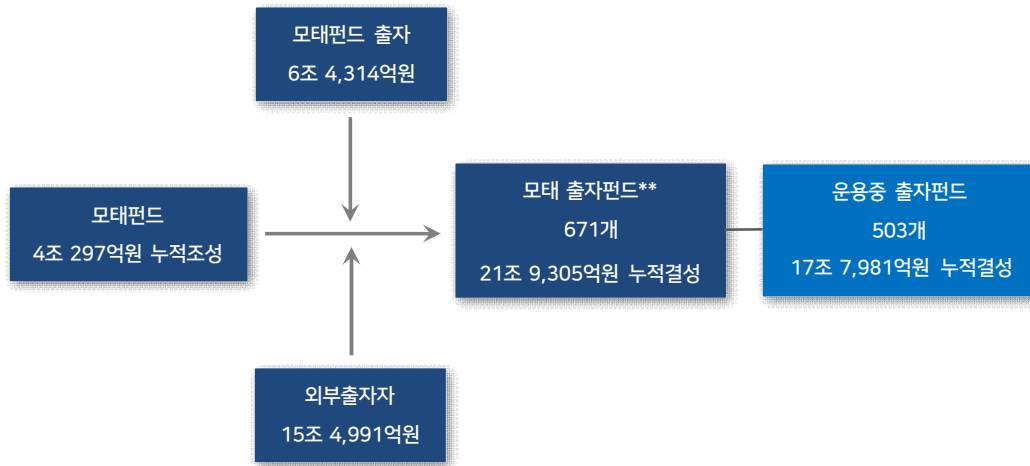 모태펀드 출자
6조 4,314억원
모태펀드
4조 297억원 누적조성
모태 출자펀드**
671개
21조 9,305억원 누적결성
운용중 출자펀드
503개
17조 7,981억원 누적결성
외부출자자
15조 4,991억원